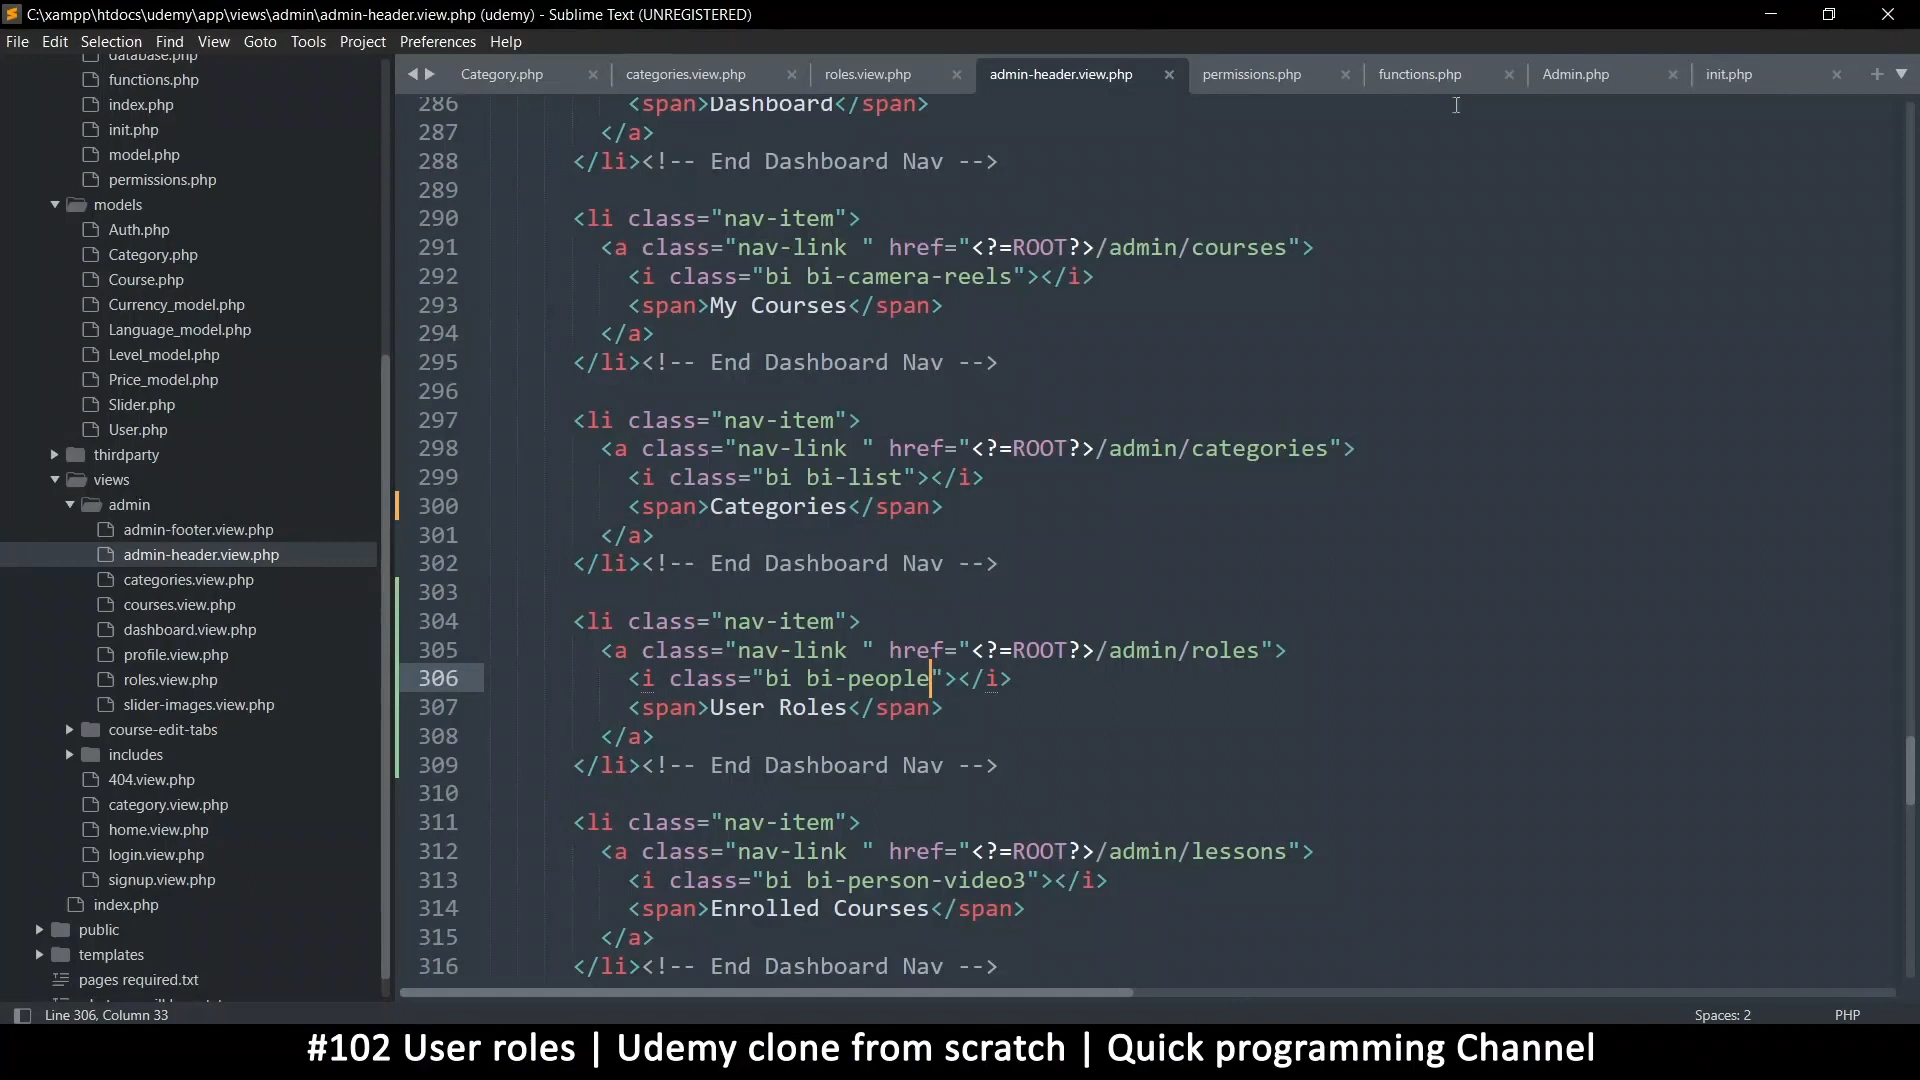 C:\xampp\htdocs\udemy\app\views\admin\admin-header.view.php (udemy) - Sublime Text (UNREGISTERED)
File Edit Selection Find View Goto Tools Project Preferences Help
database.php
functions.php
index.php
init.php
model.php
permissions.php
models
Auth.php
Category.php
Course.php
Currency_model.php
Language_model.php
Level_model.php
Price_model.php
Slider.php
User.php
thirdparty
views
admin
admin-footer.view.php
admin-header.view.php
categories.view.php
courses.view.php
dashboard.view.php
profile.view.php
roles.view.php
slider-images.view.php
course-edit-tabs
includes
404.view.php
category.view.php
home.view.php
login.view.php
signup.view.php
index.php
public
templates
pages required.txt
Category.php categories.view.php roles.view.php admin-header.view.php permissions.php functions.php Admin.php init.php
286 <span>Dashboard</span>
287 </a>
288 </li><!-- End Dashboard Nav -->
289
290 <li class="nav-item">
291 <a class="nav-link " href="<?=ROOT?>/admin/courses">
292 <i class="bi bi-camera-reels"></i>
293 <span>My Courses</span>
294 </a>
295 </li><!-- End Dashboard Nav -->
296
297 <li class="nav-item">
298 <a class="nav-link " href="<?=ROOT?>/admin/categories">
299 <i class="bi bi-list"></i>
300 <span>Categories</span>
301 </a>
302 </li><!-- End Dashboard Nav -->
303
304 <li class="nav-item">
305 <a class="nav-link " href="<?=ROOT?>/admin/roles">
306 <i class="bi bi-people"></i>
307 <span>User Roles</span>
308 </a>
309 </li><!-- End Dashboard Nav -->
310
311 <li class="nav-item">
312 <a class="nav-link " href="<?=ROOT?>/admin/lessons">
313 <i class="bi bi-person-video3"></i>
314 <span>Enrolled Courses</span>
315 </a>
316 </li><!-- End Dashboard Nav -->
Line 306, Column 33 Spaces: 2 PHP
#102 User roles | Udemy clone from scratch | Quick programming Channel